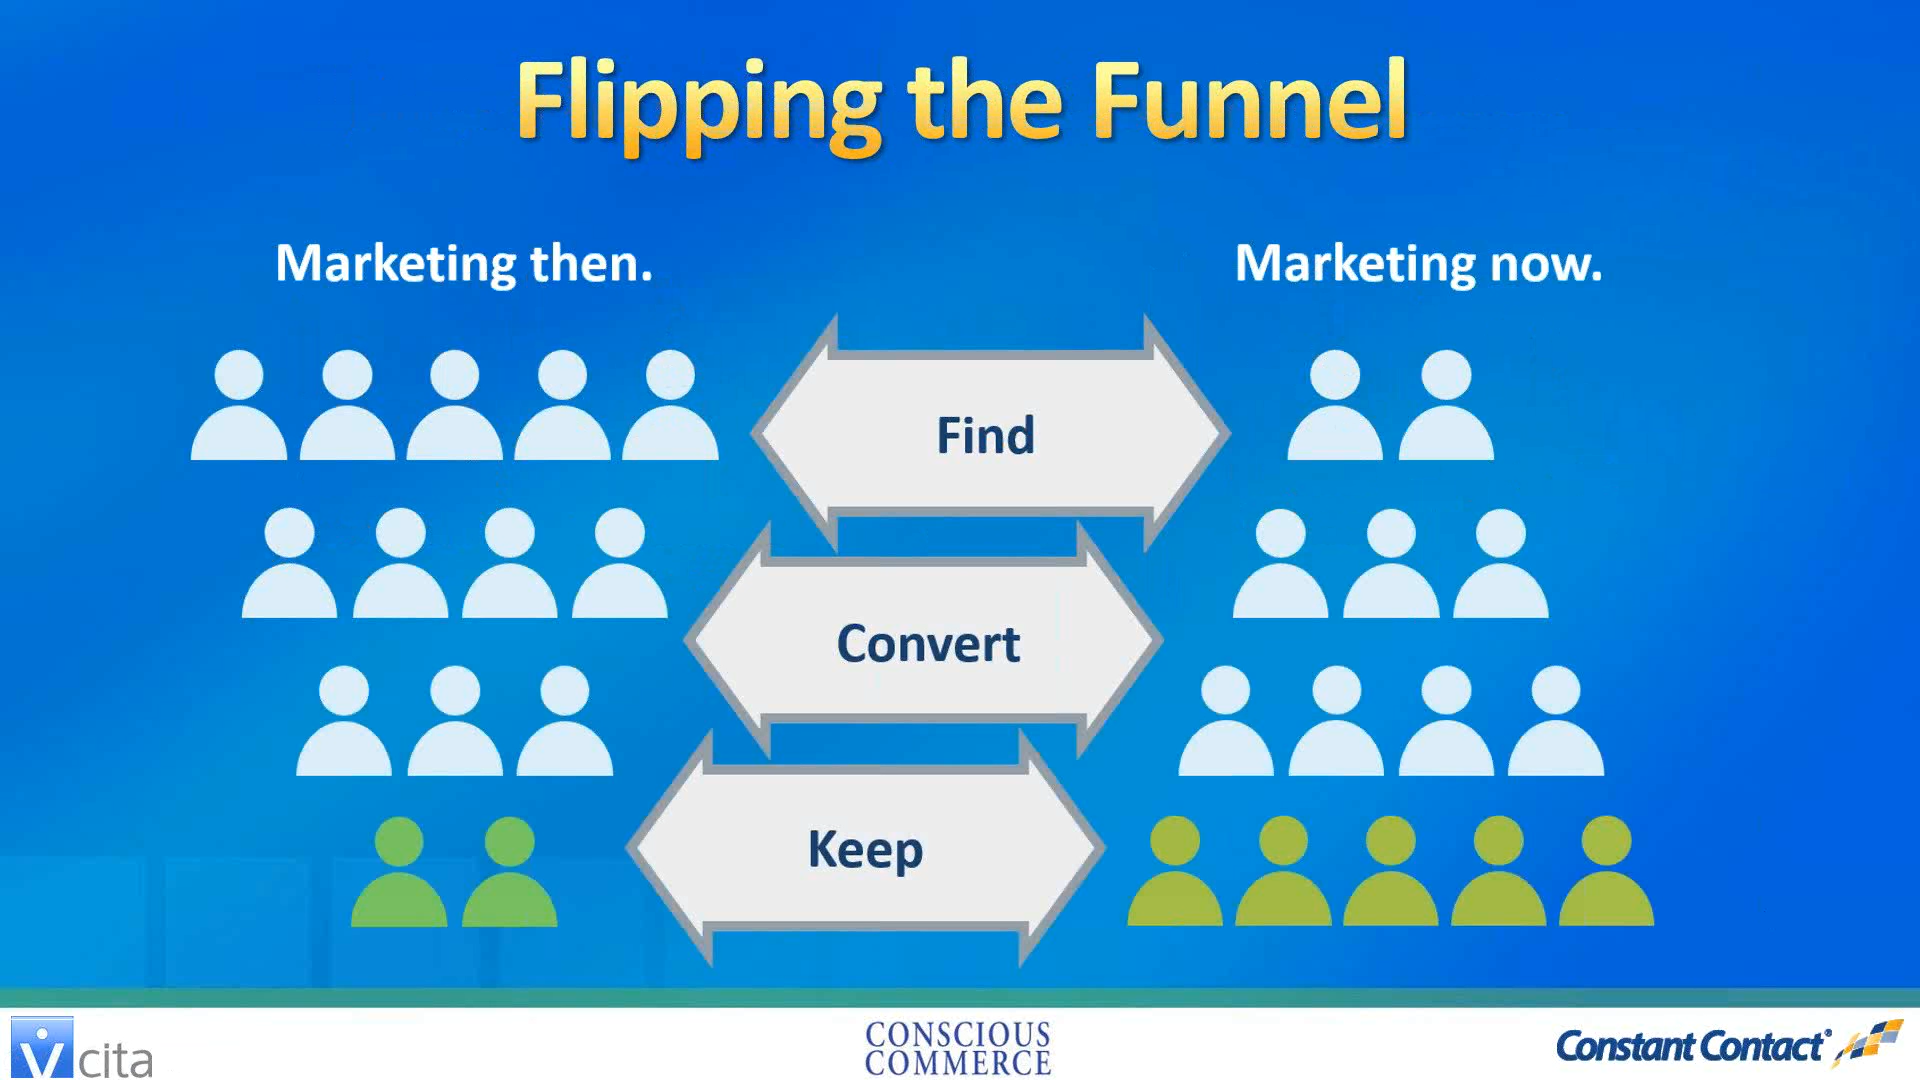 Flipping the Funnel
Marketing then.
Marketing now.
Find
Convert
Keep
vcita
CONSCIOUS
COMMERCE
Constant Contact®